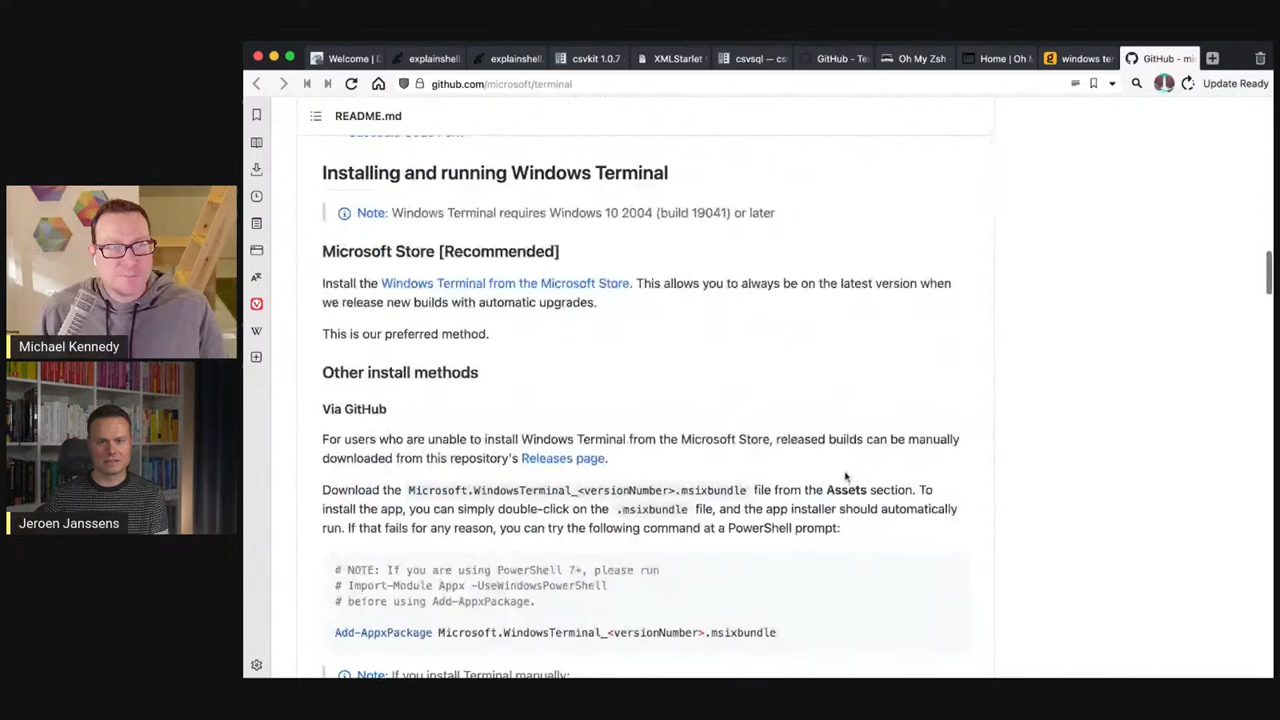 Welcome | D
explainshell
explainshell
csvkit 1.0.7
XMLStarlet
csvsql — cs
GitHub - Te
Oh My Zsh
Home | Oh M
windows ter
GitHub - mi
github.com/microsoft/terminal
Update Ready
README.md
Installing and running Windows Terminal
Note: Windows Terminal requires Windows 10 2004 (build 19041) or later
Microsoft Store [Recommended]
Install the Windows Terminal from the Microsoft Store. This allows you to always be on the latest version when
we release new builds with automatic upgrades.
This is our preferred method.
Other install methods
Via GitHub
For users who are unable to install Windows Terminal from the Microsoft Store, released builds can be manually
downloaded from this repository's Releases page.
Download the Microsoft.WindowsTerminal_<versionNumber>.msixbundle file from the Assets section. To
install the app, you can simply double-click on the .msixbundle file, and the app installer should automatically
run. If that fails for any reason, you can try the following command at a PowerShell prompt:
# NOTE: If you are using PowerShell 7+, please run
# Import-Module Appx -UseWindowsPowerShell
# before using Add-AppxPackage.
Add-AppxPackage Microsoft.WindowsTerminal_<versionNumber>.msixbundle
Note: If you install Terminal manually:
Michael Kennedy
Jeroen Janssens